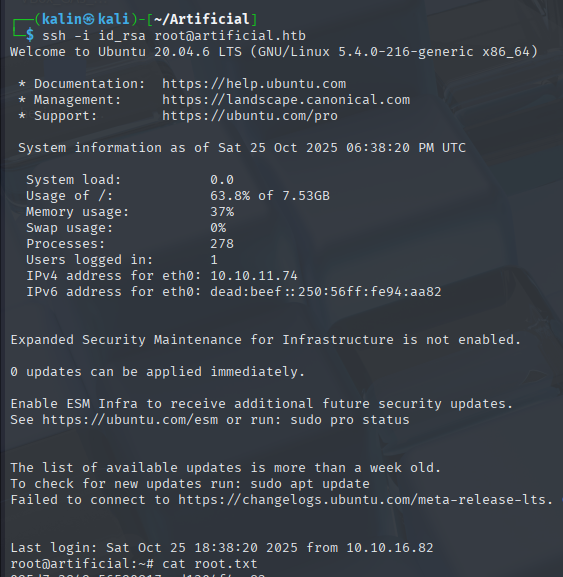 ┌──(kalin㉿kali)-[~/Artificial]
└─$ ssh -i id_rsa root@artificial.htb
Welcome to Ubuntu 20.04.6 LTS (GNU/Linux 5.4.0-216-generic x86_64)
* Documentation:  https://help.ubuntu.com
* Management:     https://landscape.canonical.com
* Support:        https://ubuntu.com/pro
System information as of Sat 25 Oct 2025 06:38:20 PM UTC
System load:           0.0
Usage of /:            63.8% of 7.53GB
Memory usage:          37%
Swap usage:            0%
Processes:             278
Users logged in:       1
IPv4 address for eth0: 10.10.11.74
IPv6 address for eth0: dead:beef::250:56ff:fe94:aa82
Expanded Security Maintenance for Infrastructure is not enabled.
0 updates can be applied immediately.
Enable ESM Infra to receive additional future security updates.
See https://ubuntu.com/esm or run: sudo pro status
The list of available updates is more than a week old.
To check for new updates run: sudo apt update
Failed to connect to https://changelogs.ubuntu.com/meta-release-lts.
Last login: Sat Oct 25 18:38:20 2025 from 10.10.16.82
root@artificial:~# cat root.txt